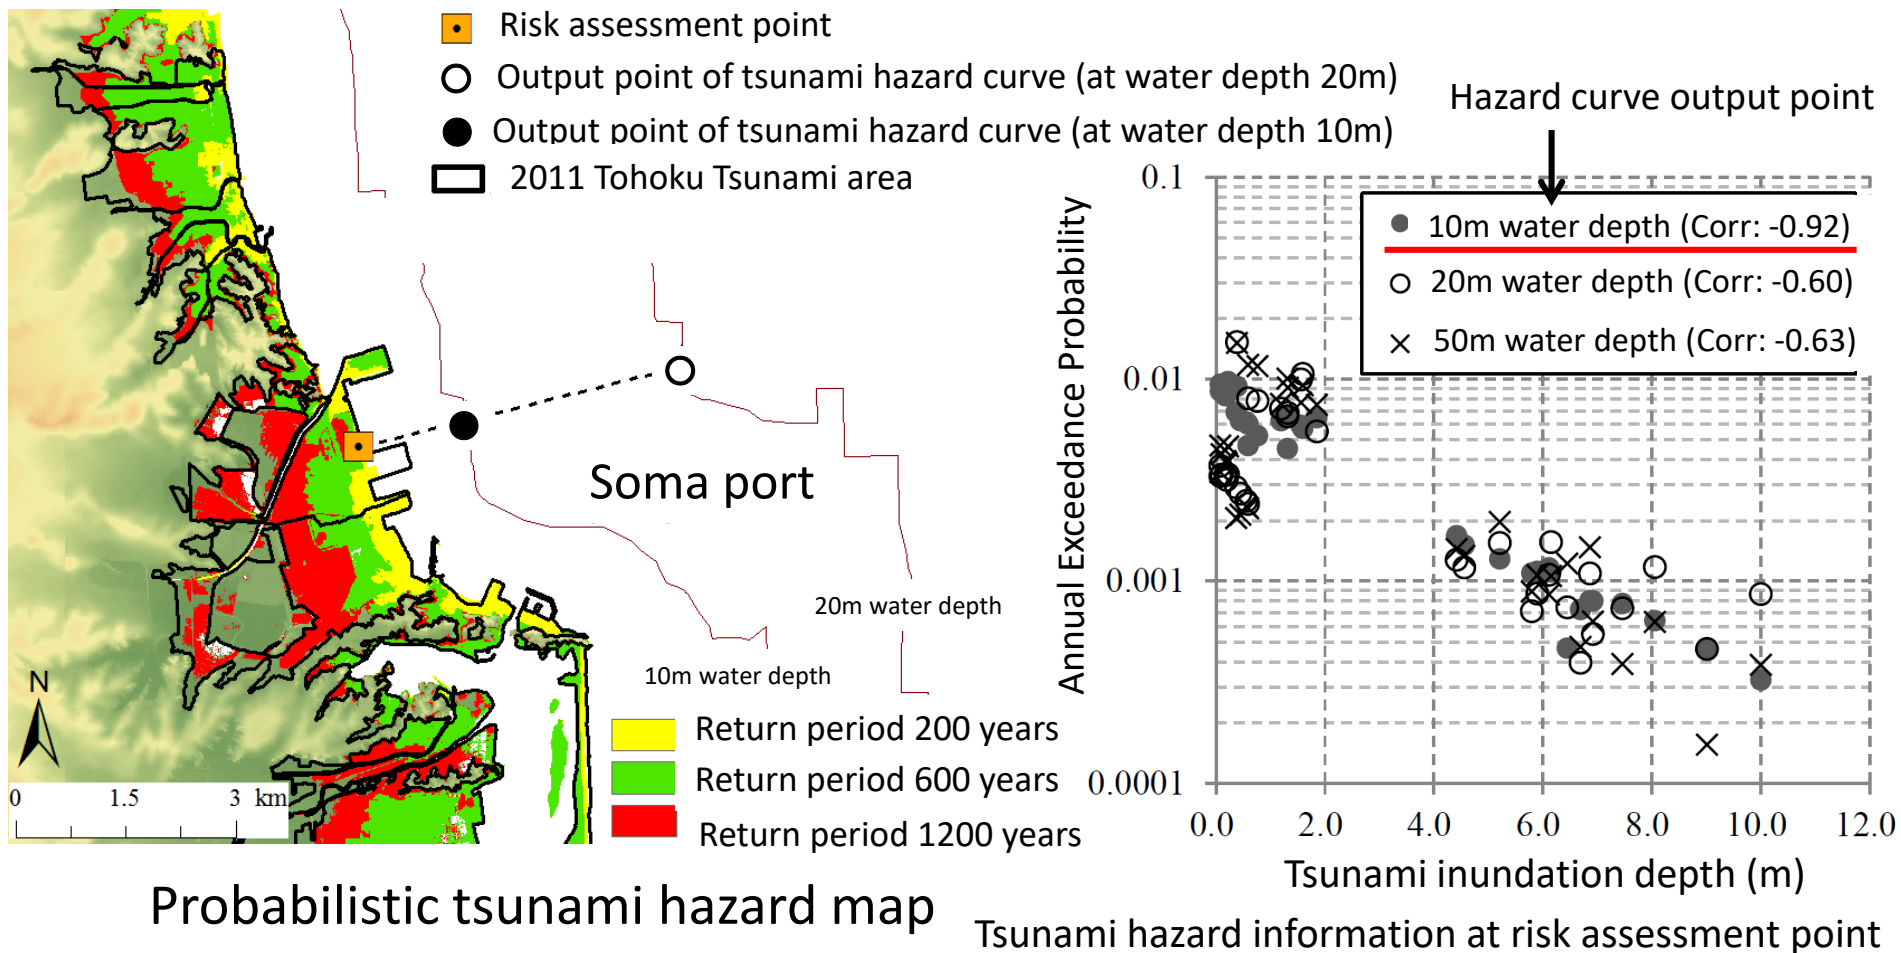 Risk assessment point
Output point of tsunami hazard curve (at water depth 20m)
Output point of tsunami hazard curve (at water depth 10m)
2011 Tohoku Tsunami area
Soma port
20m water depth
10m water depth
N
0 1.5 3 km
Return period 200 years
Return period 600 years
Return period 1200 years
Probabilistic tsunami hazard map
Hazard curve output point
10m water depth (Corr: -0.92)
20m water depth (Corr: -0.60)
50m water depth (Corr: -0.63)
Annual Exceedance Probability
0.1
0.01
0.001
0.0001
0.0 2.0 4.0 6.0 8.0 10.0 12.0
Tsunami inundation depth (m)
Tsunami hazard information at risk assessment point